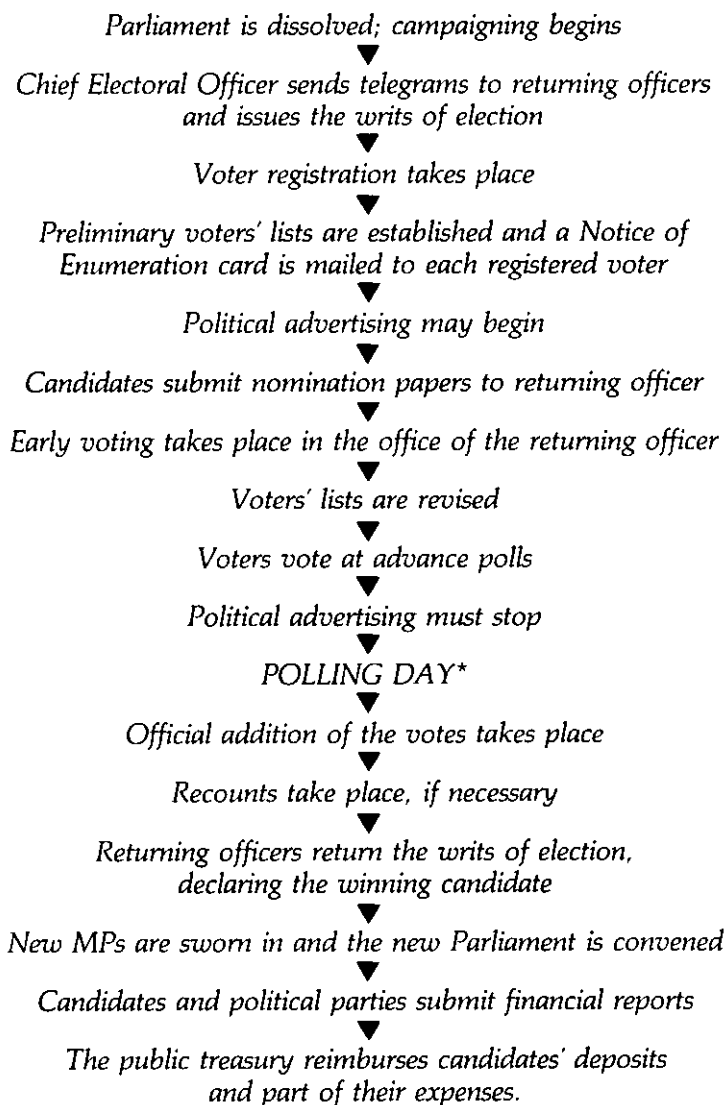 Parliament is dissolved; campaigning begins
Chief Electoral Officer sends telegrams to returning officers
and issues the writs of election
Voter registration takes place
Preliminary voters' lists are established and a Notice of
Enumeration card is mailed to each registered voter
Political advertising may begin
Candidates submit nomination papers to returning officer
Early voting takes place in the office of the returning officer
Voters' lists are revised
Voters vote at advance polls
Political advertising must stop
POLLING DAY*
Official addition of the votes takes place
Recounts take place, if necessary
Returning officers return the writs of election,
declaring the winning candidate
New MPs are sworn in and the new Parliament is convened
Candidates and political parties submit financial reports
The public treasury reimburses candidates' deposits
and part of their expenses.